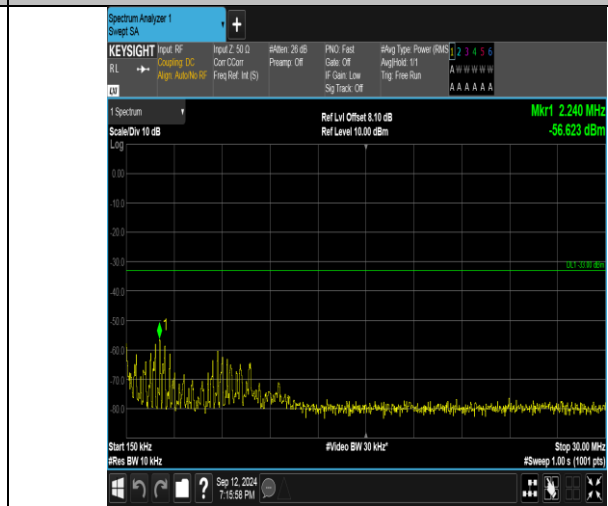 Spectrum Analyzer 1
Swept SA
+
KEYSIGHT Input: RF Input Z: 50 Ω #Atten: 26 dB PNO: Fast #Avg Type: Power (RMS 1 2 3 4 5 6
RL Coupling: DC Corr CCorr Preamp: Off Gate: Off Avg|Hold: 1/1 A W W W W W
Align: Auto/No RF Freq Ref: Int (S) IF Gain: Low Trig: Free Run A A A A A A
Sig Track: Off
1 Spectrum Ref Lvl Offset 8.10 dB Mkr1 2.240 MHz
Scale/Div 10 dB Ref Level 10.00 dBm -56.623 dBm
Log
0.00
-10.0
-20.0
-30.0 DL1 -33.00 dBm
-40.0
-50.0
1
-60.0
-70.0
-80.0
Start 150 kHz #Video BW 30 kHz* Stop 30.00 MHz
#Res BW 10 kHz #Sweep 1.00 s (1001 pts)
? Sep 12, 2024
7:15:58 PM